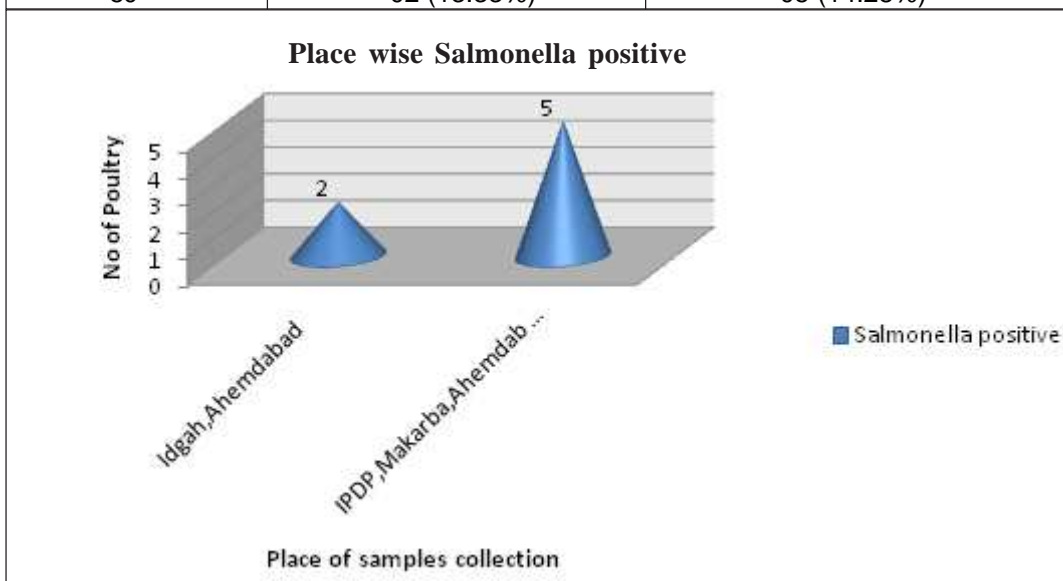 Place wise Salmonella positive
No of Poultry
5
4
3
2
1
0
2
5
Idgah,Ahemdabad
IPDP,Makarba,Ahemdab ...
Salmonella positive
Place of samples collection